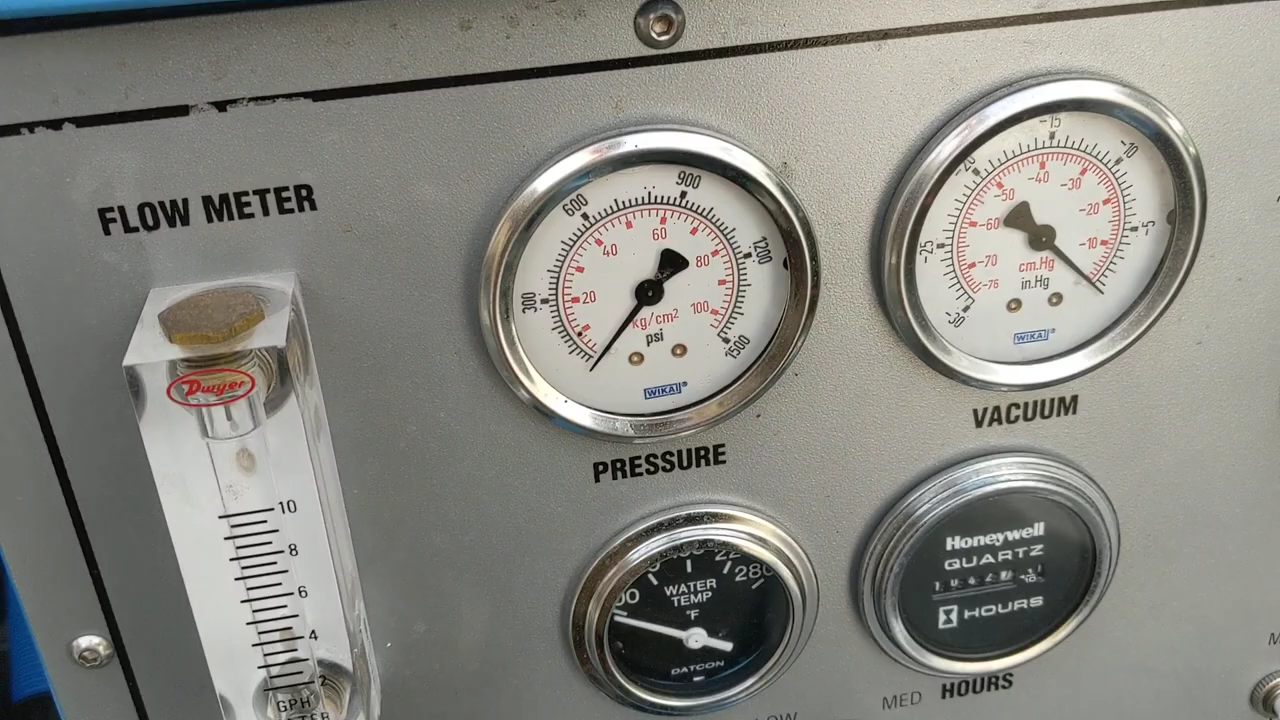 FLOW METER
Dwyer
10
8
6
4
2
GPH
300
600
900
1200
1500
20
40
60
80
100
kg/cm²
psi
WIKA®
PRESSURE
-30
-25
-20
-15
-10
-5
-76
-70
-60
-50
-40
-30
-20
-10
cm.Hg
in.Hg
WIKA®
VACUUM
280
WATER
TEMP
°F
DATCON
Honeywell
QUARTZ
HOURS
MED
HOURS